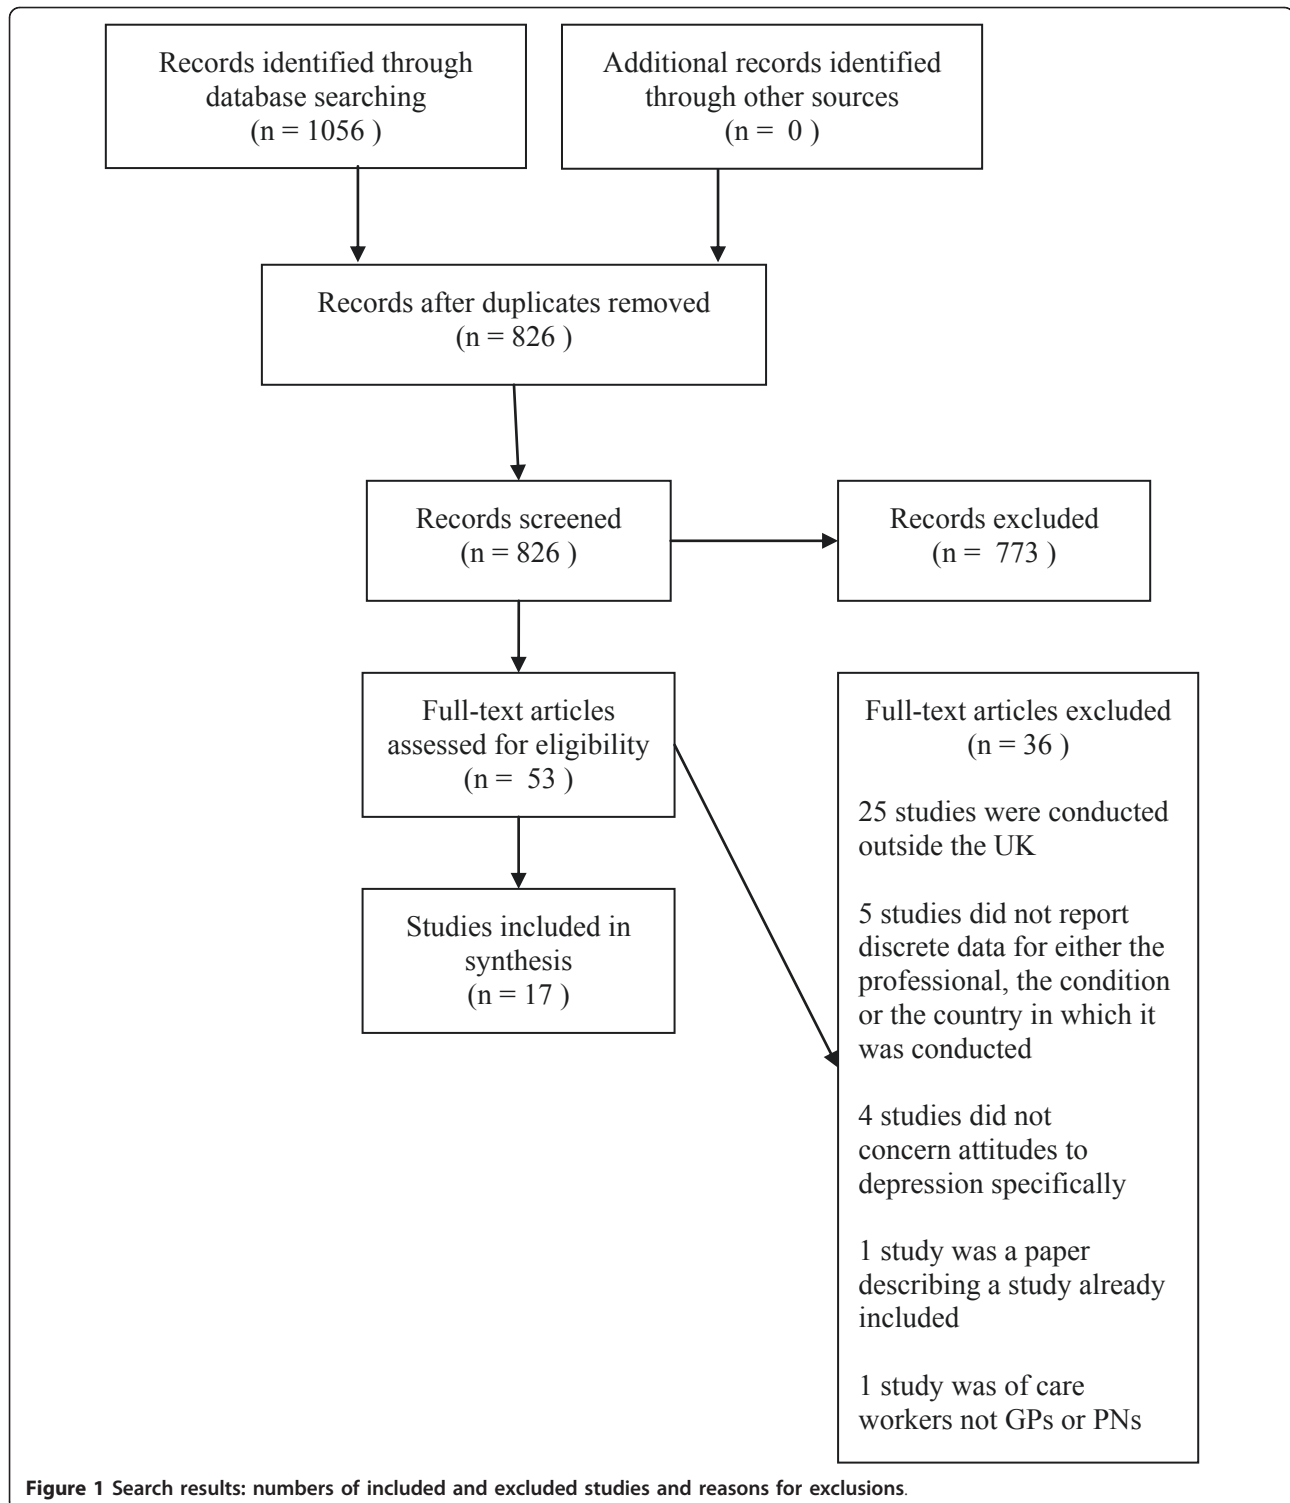 Records identified through
database searching
(n = 1056 )
Additional records identified
through other sources
(n =  0 )
Records after duplicates removed
(n = 826 )
Records screened
(n = 826 )
Records excluded
(n =  773 )
Full-text articles
assessed for eligibility
(n =  53 )
Full-text articles excluded
(n = 36 )
25 studies were conducted
outside the UK
5 studies did not report
discrete data for either the
professional, the condition
or the country in which it
was conducted
4 studies did not
concern attitudes to
depression specifically
1 study was a paper
describing a study already
included
1 study was of care
workers not GPs or PNs
Studies included in
synthesis
(n = 17 )
Figure 1 Search results: numbers of included and excluded studies and reasons for exclusions.